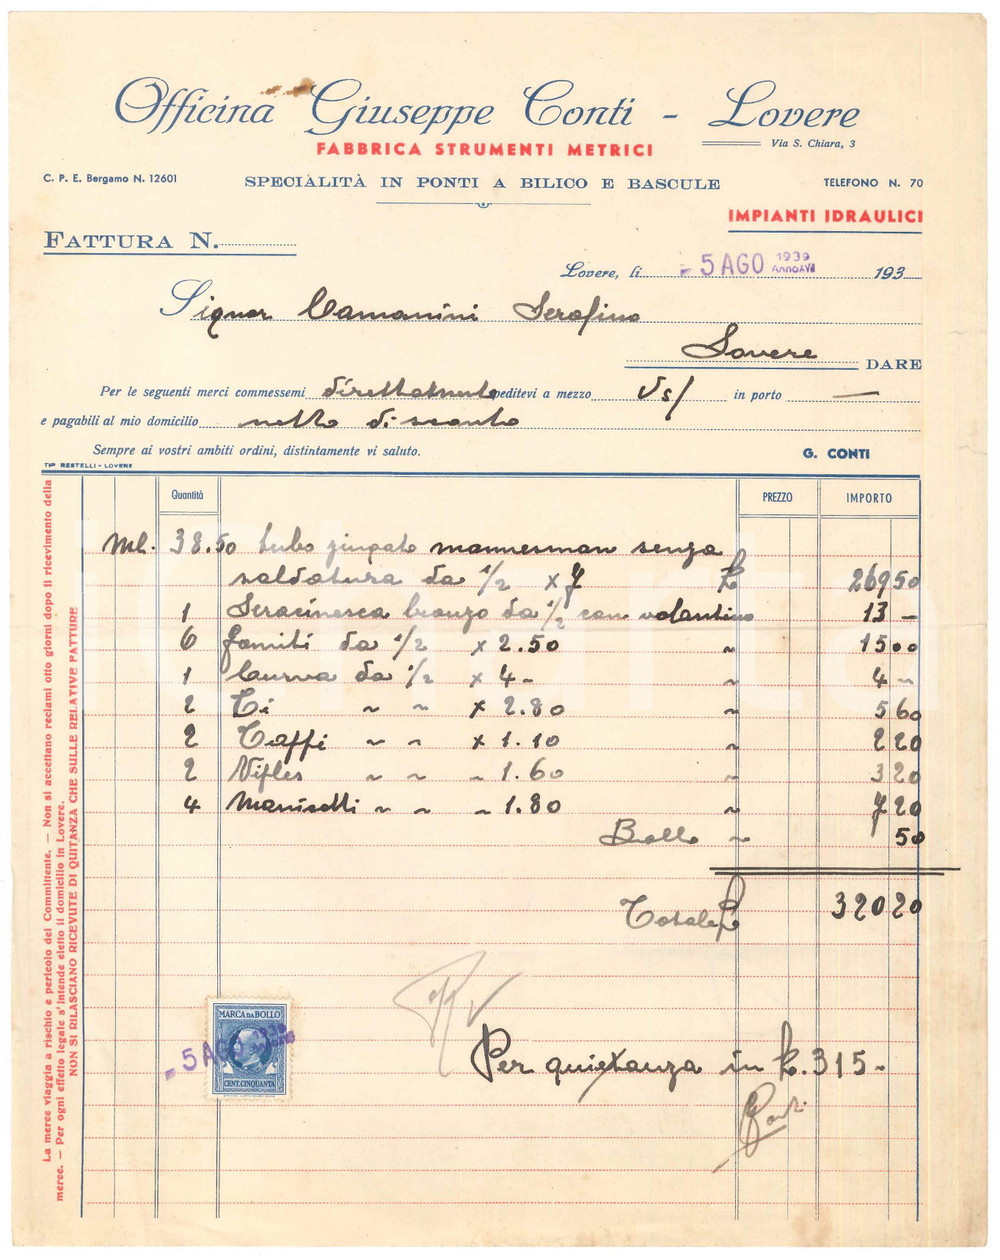 Officina Giuseppe Conti - Lovere
Via S. Chiara, 3
FABBRICA STRUMENTI METRICI
C. P. E. Bergamo N. 12601
SPECIALITÀ IN PONTI A BILICO E BASCULE
TELEFONO N. 70
IMPIANTI IDRAULICI
FATTURA N.
Lovere, li - 5 AGO 1939 193
Signor Camanini Serafino
Lovere DARE
Per le seguenti merci commessemi direttamente speditevi a mezzo Vs/ in porto —
e pagabili al mio domicilio netto di sconto
Sempre ai vostri ambiti ordini, distintamente vi saluto.
G. CONTI
TIP. RESTELLI - LOVERE
Quantità PREZZO IMPORTO
Ml. 38.50 tubo zingato mannesman senza
saldatura da 1/2 x 7 £ 269 50
1 Seracinesca bronzo da 1/2 con volantino 13 -
6 gomiti da 1/2 x 2.50 " 15 00
1 Curva da 1/2 x 4 - " 4 -
2 Ti " " x 2.80 " 5 60
2 Taffi " " x 1.10 " 2 20
2 Nifles " " " 1.60 " 3 20
4 Manicotti " " " 1.80 " 7 20
Bollo " 50
Totale £ 320 20
MARCA DA BOLLO
- 5 AGO 1939
CENT. CINQUANTA
Per quietanza in £. 315 -
Conti
La merce viaggia a rischio e pericolo del Committente. — Non si accettano reclami otto giorni dopo il ricevimento della
merce. — Per ogni effetto legale s'intende eletto il domicilio in Lovere.
NON SI RILASCIANO RICEVUTE DI QUITANZA CHE SULLE RELATIVE FATTURE